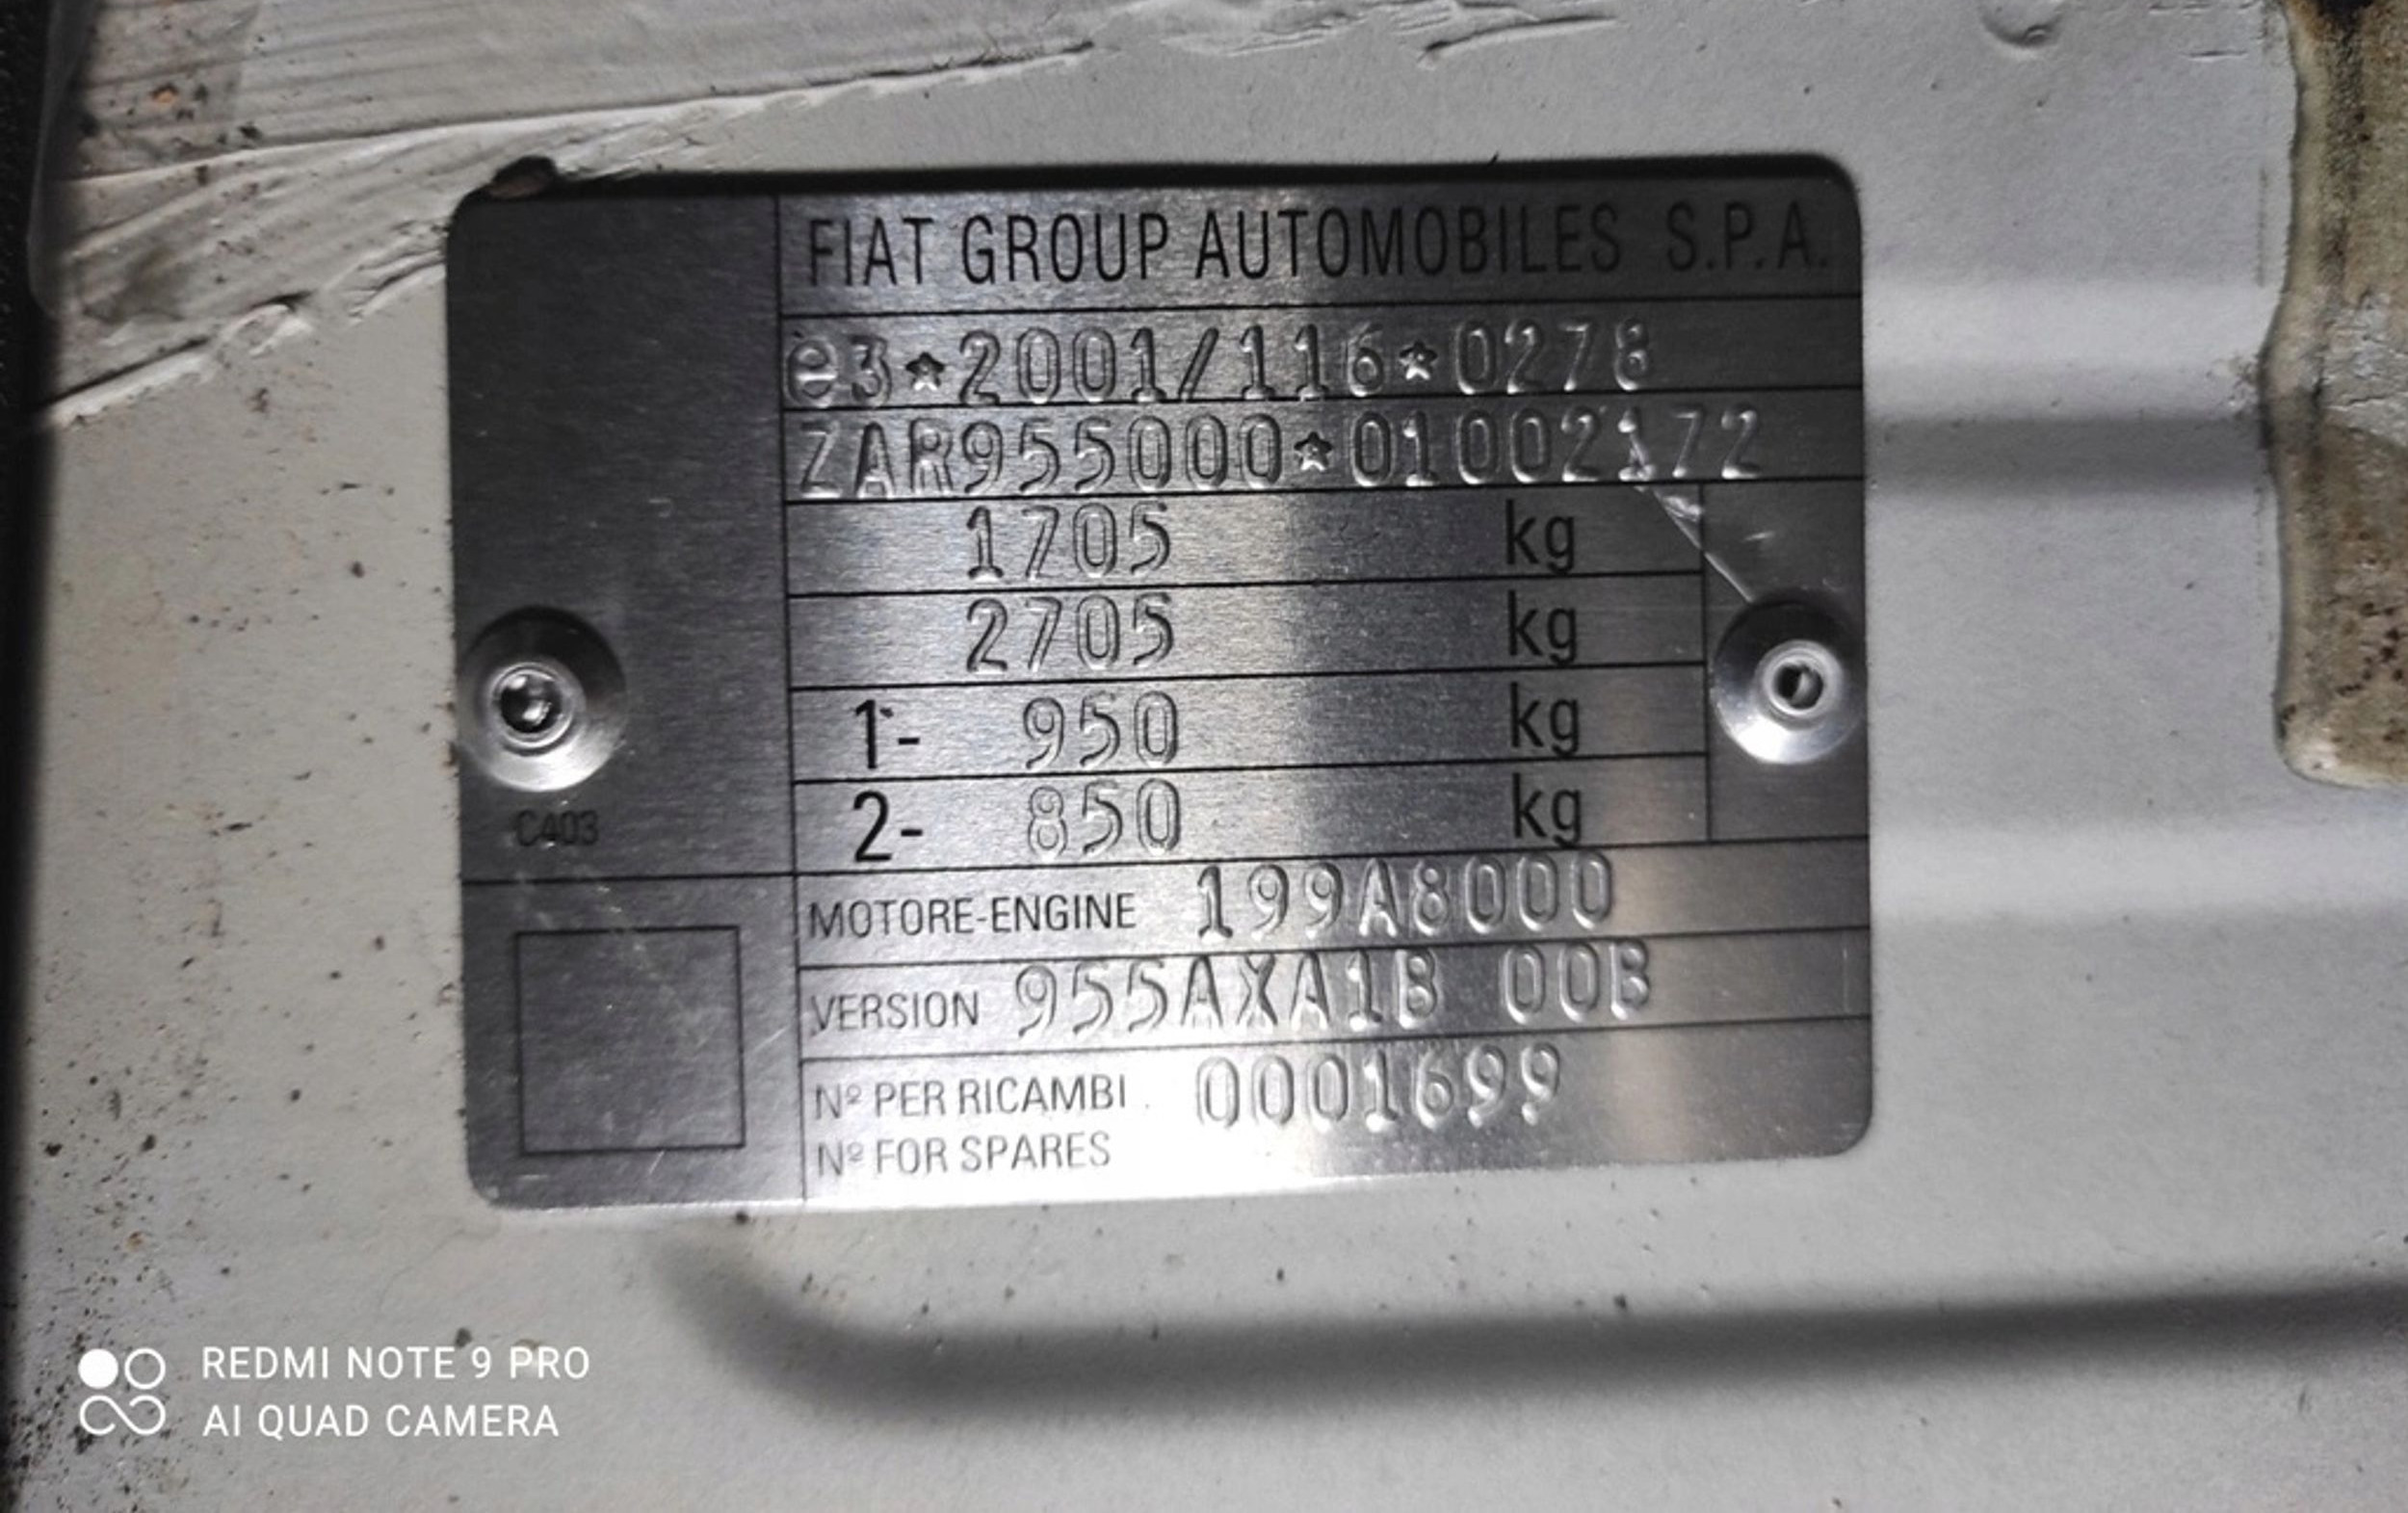 FIAT GROUP AUTOMOBILES S.P.A.
e3*2001/116*0278
ZAR955000*01002172
1705 kg
2705 kg
1- 950 kg
2- 850 kg
C403
MOTORE-ENGINE 199A8000
VERSION 955AXA1B 00B
Nº PER RICAMBI 0001699
Nº FOR SPARES
REDMI NOTE 9 PRO
AI QUAD CAMERA